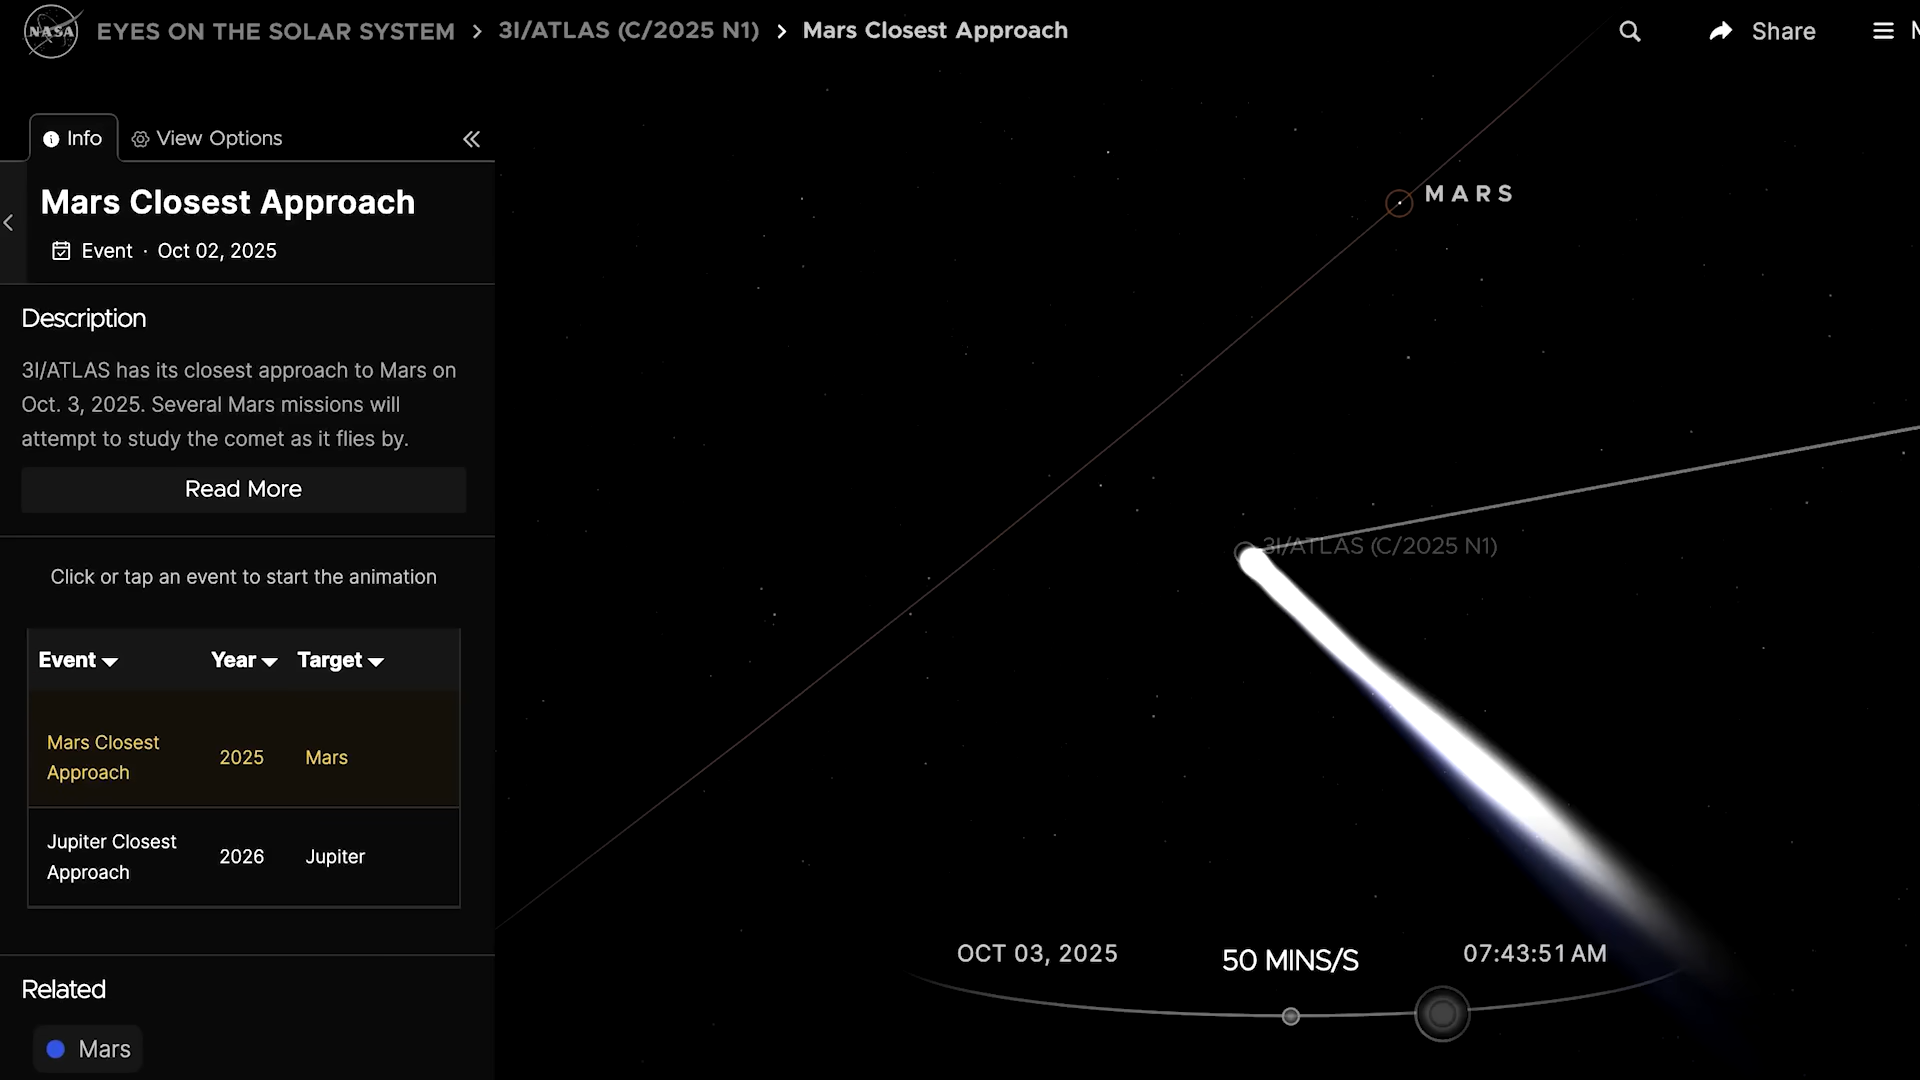 NASA EYES ON THE SOLAR SYSTEM 3I/ATLAS (C/2025 N1) Mars Closest Approach Share
Info View Options
Mars Closest Approach
Event · Oct 02, 2025
Description
3I/ATLAS has its closest approach to Mars on
Oct. 3, 2025. Several Mars missions will
attempt to study the comet as it flies by.
Read More
Click or tap an event to start the animation
Event Year Target
Mars Closest
Approach
2025
Mars
Jupiter Closest
Approach
2026
Jupiter
Related
Mars
MARS
3I/ATLAS (C/2025 N1)
OCT 03, 2025 50 MINS/S 07:43:51 AM